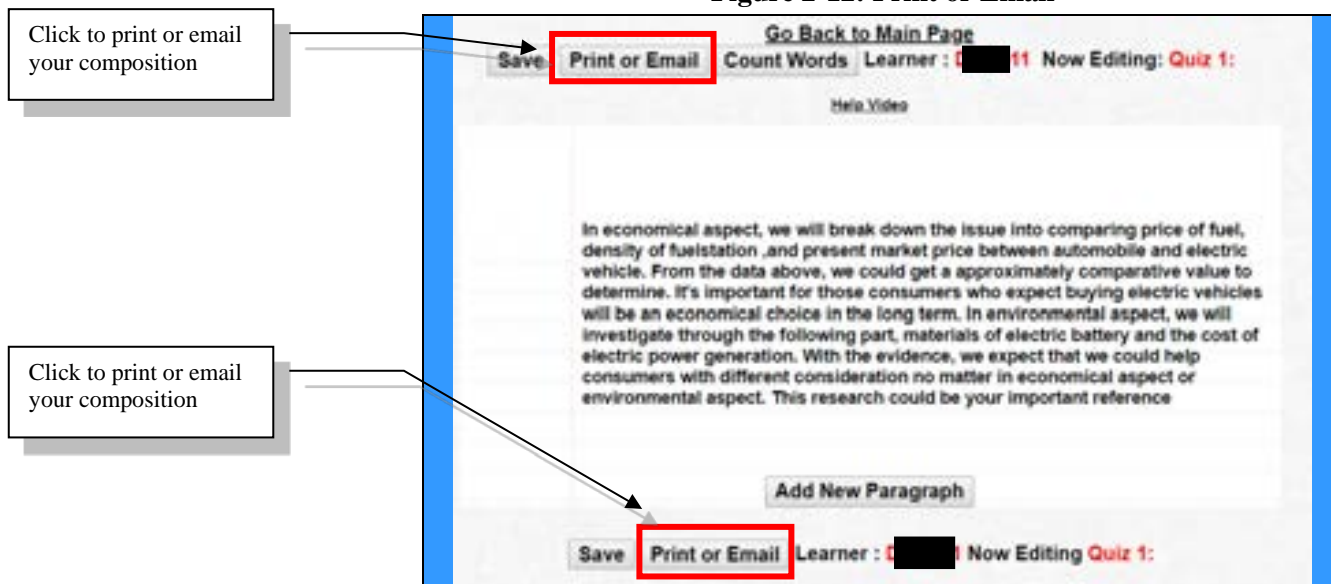 Click to print or email
your composition
Go Back to Main Page
Save Print or Email Count Words Learner : 11 Now Editing: Quiz 1:
Help Video
In economical aspect, we will break down the issue into comparing price of fuel,
density of fuelstation ,and present market price between automobile and electric
vehicle. From the data above, we could get a approximately comparative value to
determine. It's important for those consumers who expect buying electric vehicles
will be an economical choice in the long term. In environmental aspect, we will
investigate through the following part, materials of electric battery and the cost of
electric power generation. With the evidence, we expect that we could help
consumers with different consideration no matter in economical aspect or
environmental aspect. This research could be your important reference
Click to print or email
your composition
Add New Paragraph
Save Print or Email Learner : Now Editing Quiz 1: